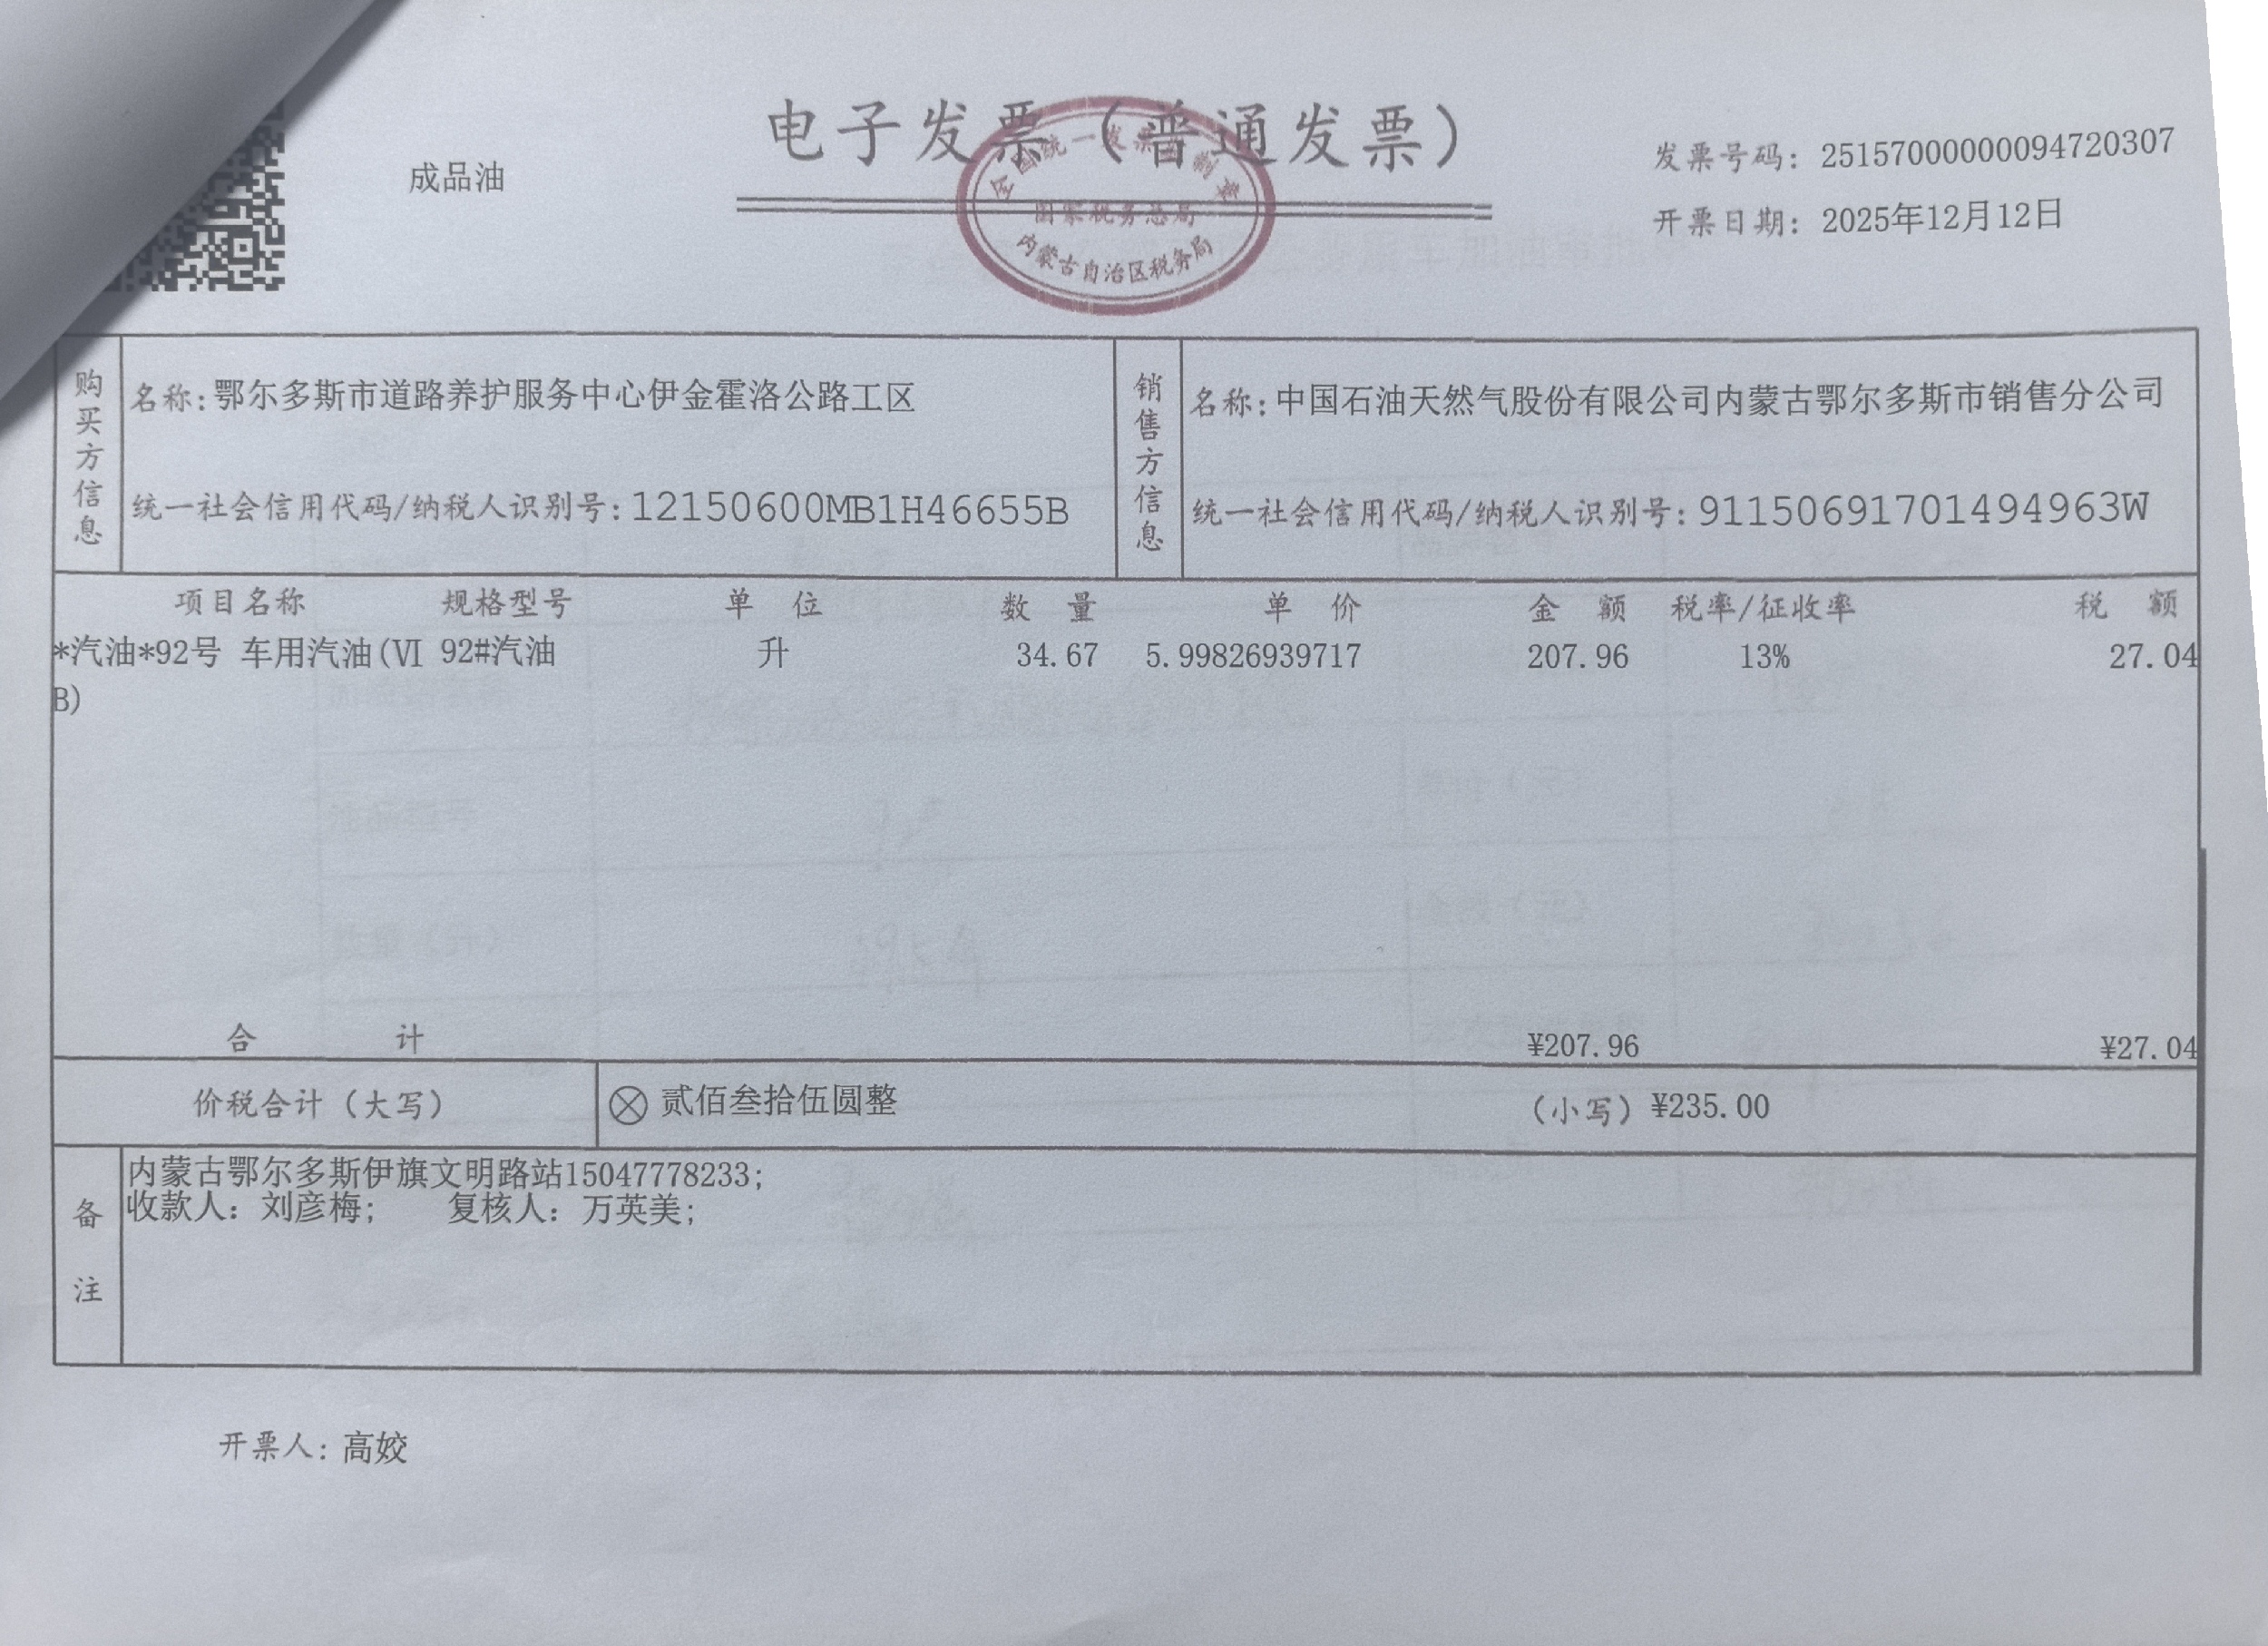 成品油
电子发票（普通发票）
全国统一发票监制章
国家税务总局
内蒙古自治区税务局
发票号码：25157000000094720307
开票日期：2025年12月12日
购买方信息
名称：鄂尔多斯市道路养护服务中心伊金霍洛公路工区
统一社会信用代码/纳税人识别号：12150600MB1H46655B
销售方信息
名称：中国石油天然气股份有限公司内蒙古鄂尔多斯市销售分公司
统一社会信用代码/纳税人识别号：91150691701494963W
项目名称 规格型号 单位 数量 单价 金额 税率/征收率 税额
*汽油*92号 车用汽油(Ⅵ 92#汽油 升 34.67 5.99826939717 207.96 13% 27.04
B)
合计 ¥207.96 ¥27.04
价税合计（大写） ⊗贰佰叁拾伍圆整 （小写）¥235.00
备注
内蒙古鄂尔多斯伊旗文明路站15047778233;
收款人：刘彦梅; 复核人：万英美;
开票人：高姣